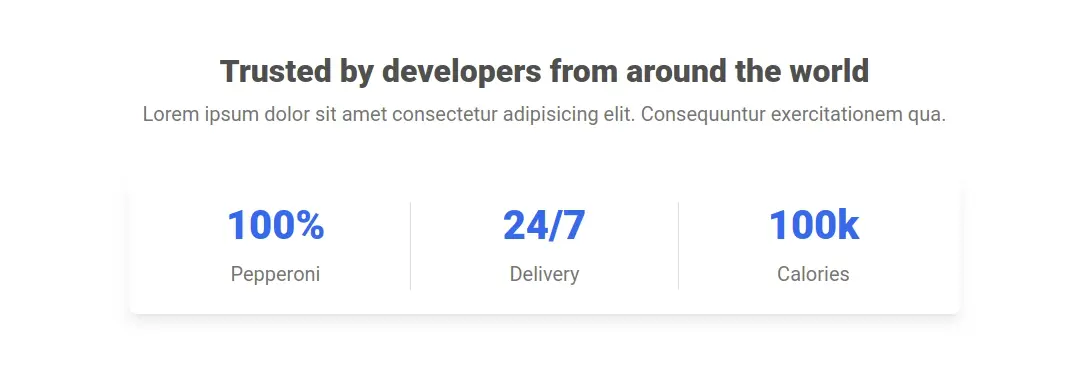 Trusted by developers from around the world
Lorem ipsum dolor sit amet consectetur adipisicing elit. Consequuntur exercitationem qua.
100% 24/7 100k
Pepperoni Delivery Calories